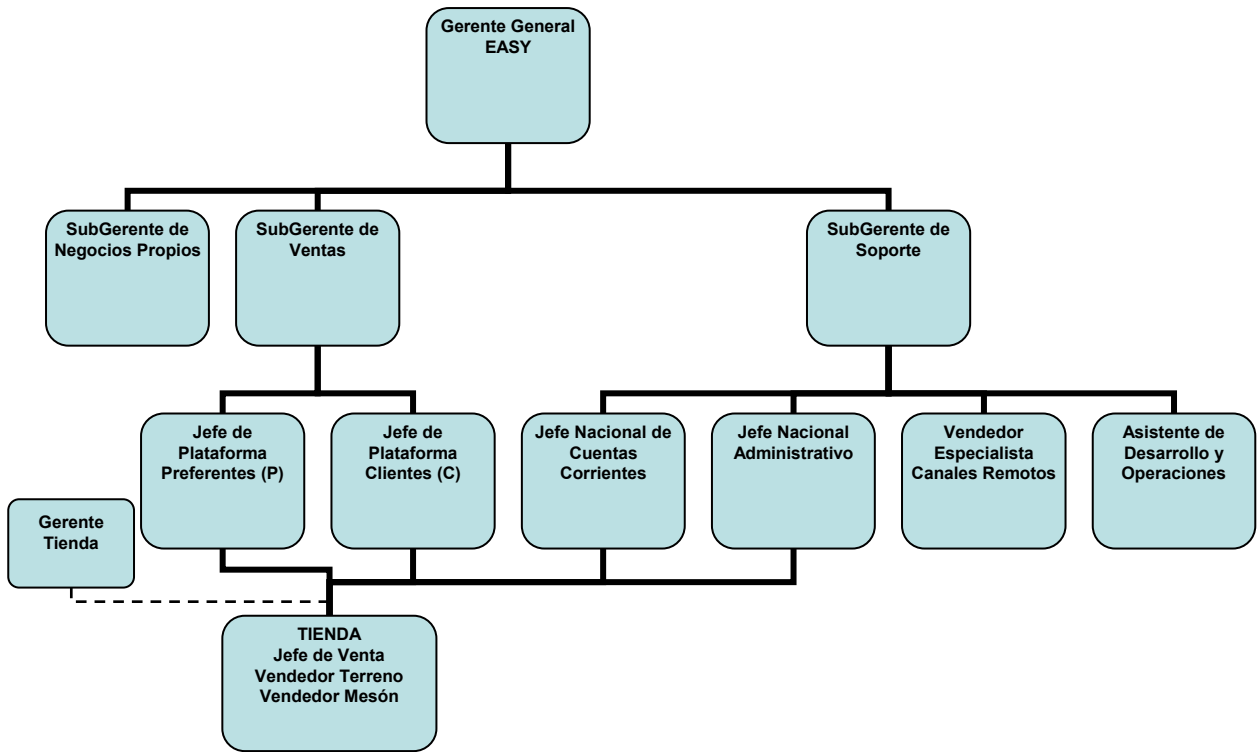 Gerente General
EASY
SubGerente de
Negocios Propios
SubGerente de
Ventas
SubGerente de
Soporte
Jefe de
Plataforma
Preferentes (P)
Jefe de
Plataforma
Clientes (C)
Jefe Nacional de
Cuentas
Corrientes
Jefe Nacional
Administrativo
Vendedor
Especialista
Canales Remotos
Asistente de
Desarrollo y
Operaciones
Gerente
Tienda
TIENDA
Jefe de Venta
Vendedor Terreno
Vendedor Mesón